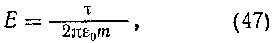 E = τ / 2πε₀m , (47)